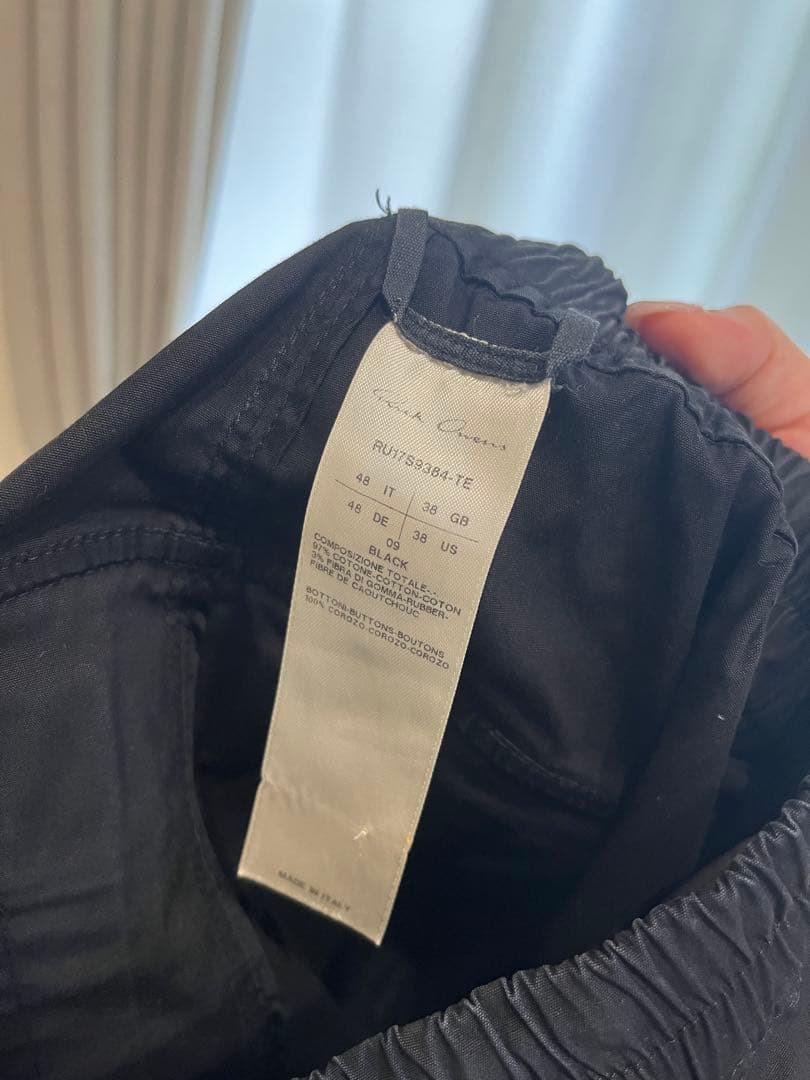 Rick Owens
RU17S9384-TE
48 IT 38 GB
48 DE 38 US
09
BLACK
COMPOSIZIONE TOTALE-.-
97% COTONE-COTTON-COTON
3% FIBRA DI GOMMA-RUBBER-
FIBRE DE CAOUTCHOUC
BOTTONI-BUTTONS-BOUTONS
100% COROZO-COROZO-COROZO
MADE IN ITALY